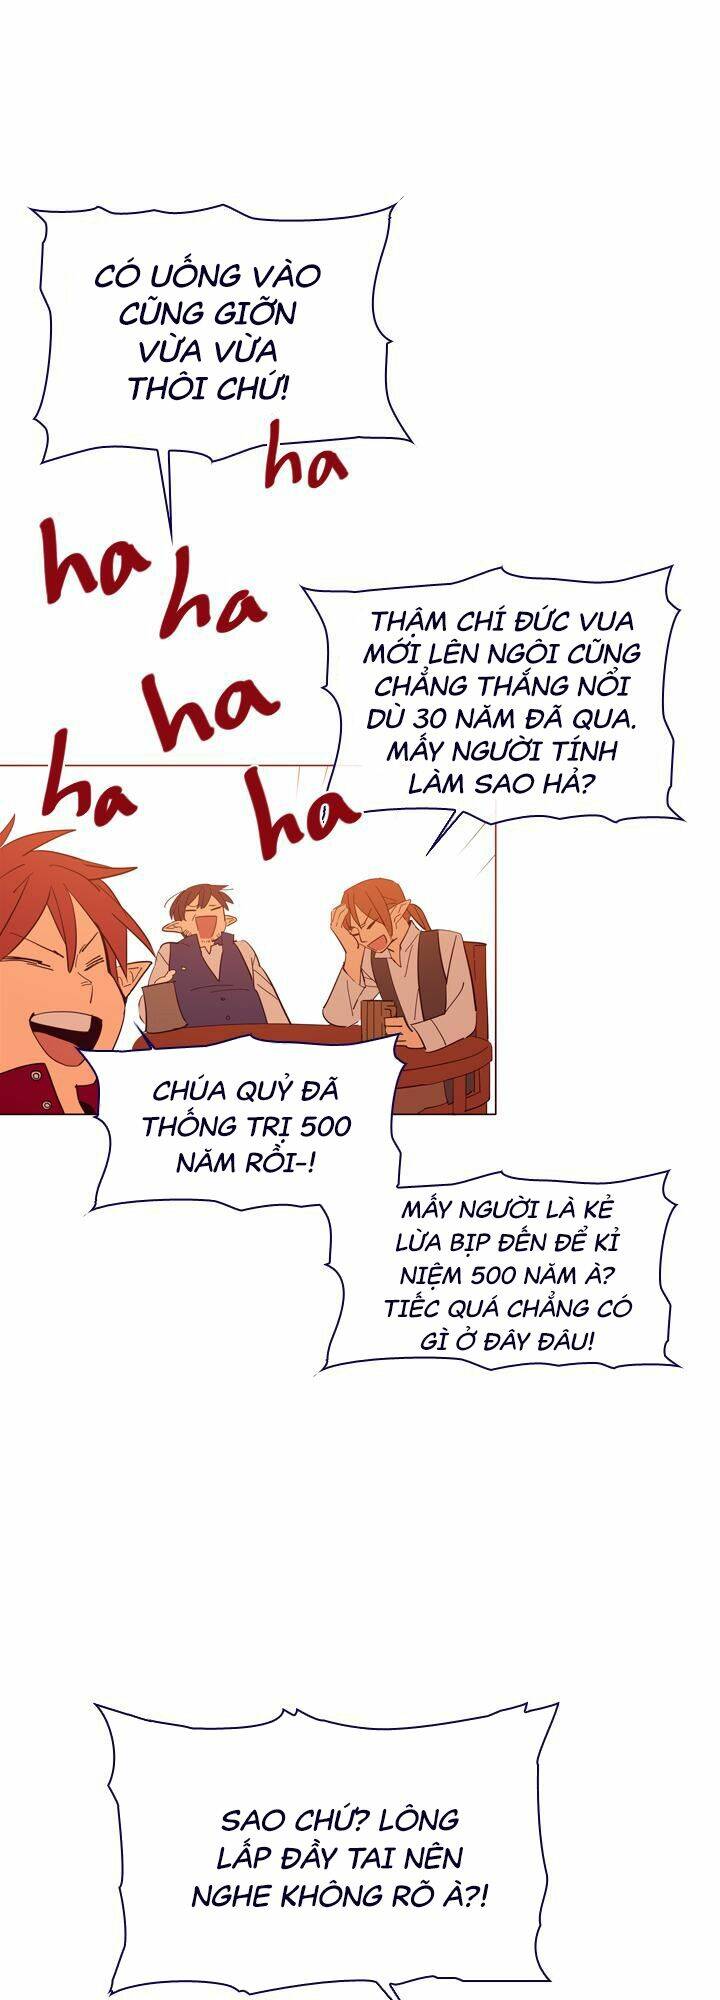 CÓ UỐNG VÀO
CŨNG GIỠN
VỪA VỪA
THÔI CHỨ!
ha
ha
ha
ha
ha
ha
THẬM CHÍ ĐỨC VUA
MỚI LÊN NGÔI CŨNG
CHẲNG THẮNG NỔI
DÙ 30 NĂM ĐÃ QUA.
MẤY NGƯỜI TÍNH
LÀM SAO HẢ?
CHÚA QUỶ ĐÃ
THỐNG TRỊ 500
NĂM RỒI-!
MẤY NGƯỜI LÀ KẺ
LỪA BỊP ĐẾN ĐỂ KỈ
NIỆM 500 NĂM À?
TIẾC QUÁ CHẲNG CÓ
GÌ Ở ĐÂY ĐÂU!
SAO CHỨ? LÔNG
LẤP ĐẦY TAI NÊN
NGHE KHÔNG RÕ À?!